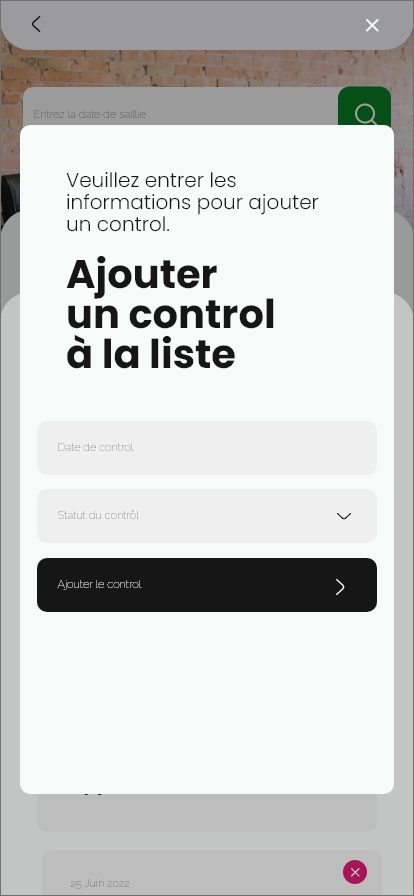 Entrez la date de saillie
Veuillez entrer les
informations pour ajouter
un control.
Ajouter
un control
à la liste
Date de control
Statut du contrôl
Ajouter le control
25 Juin 2022